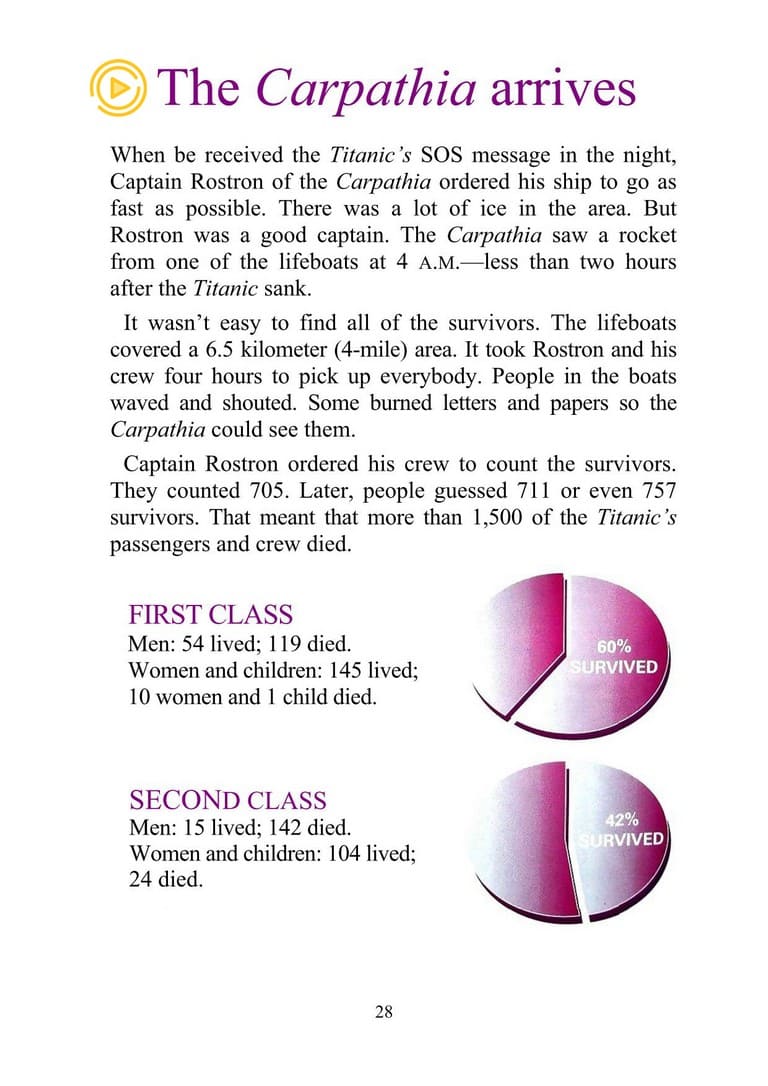 The Carpathia arrives
When be received the Titanic’s SOS message in the night,
Captain Rostron of the Carpathia ordered his ship to go as
fast as possible. There was a lot of ice in the area. But
Rostron was a good captain. The Carpathia saw a rocket
from one of the lifeboats at 4 A.M.—less than two hours
after the Titanic sank.
It wasn’t easy to find all of the survivors. The lifeboats
covered a 6.5 kilometer (4-mile) area. It took Rostron and his
crew four hours to pick up everybody. People in the boats
waved and shouted. Some burned letters and papers so the
Carpathia could see them.
Captain Rostron ordered his crew to count the survivors.
They counted 705. Later, people guessed 711 or even 757
survivors. That meant that more than 1,500 of the Titanic’s
passengers and crew died.
FIRST CLASS
Men: 54 lived; 119 died.
Women and children: 145 lived;
10 women and 1 child died.
60%
SURVIVED
SECOND CLASS
Men: 15 lived; 142 died.
Women and children: 104 lived;
24 died.
42%
SURVIVED
28